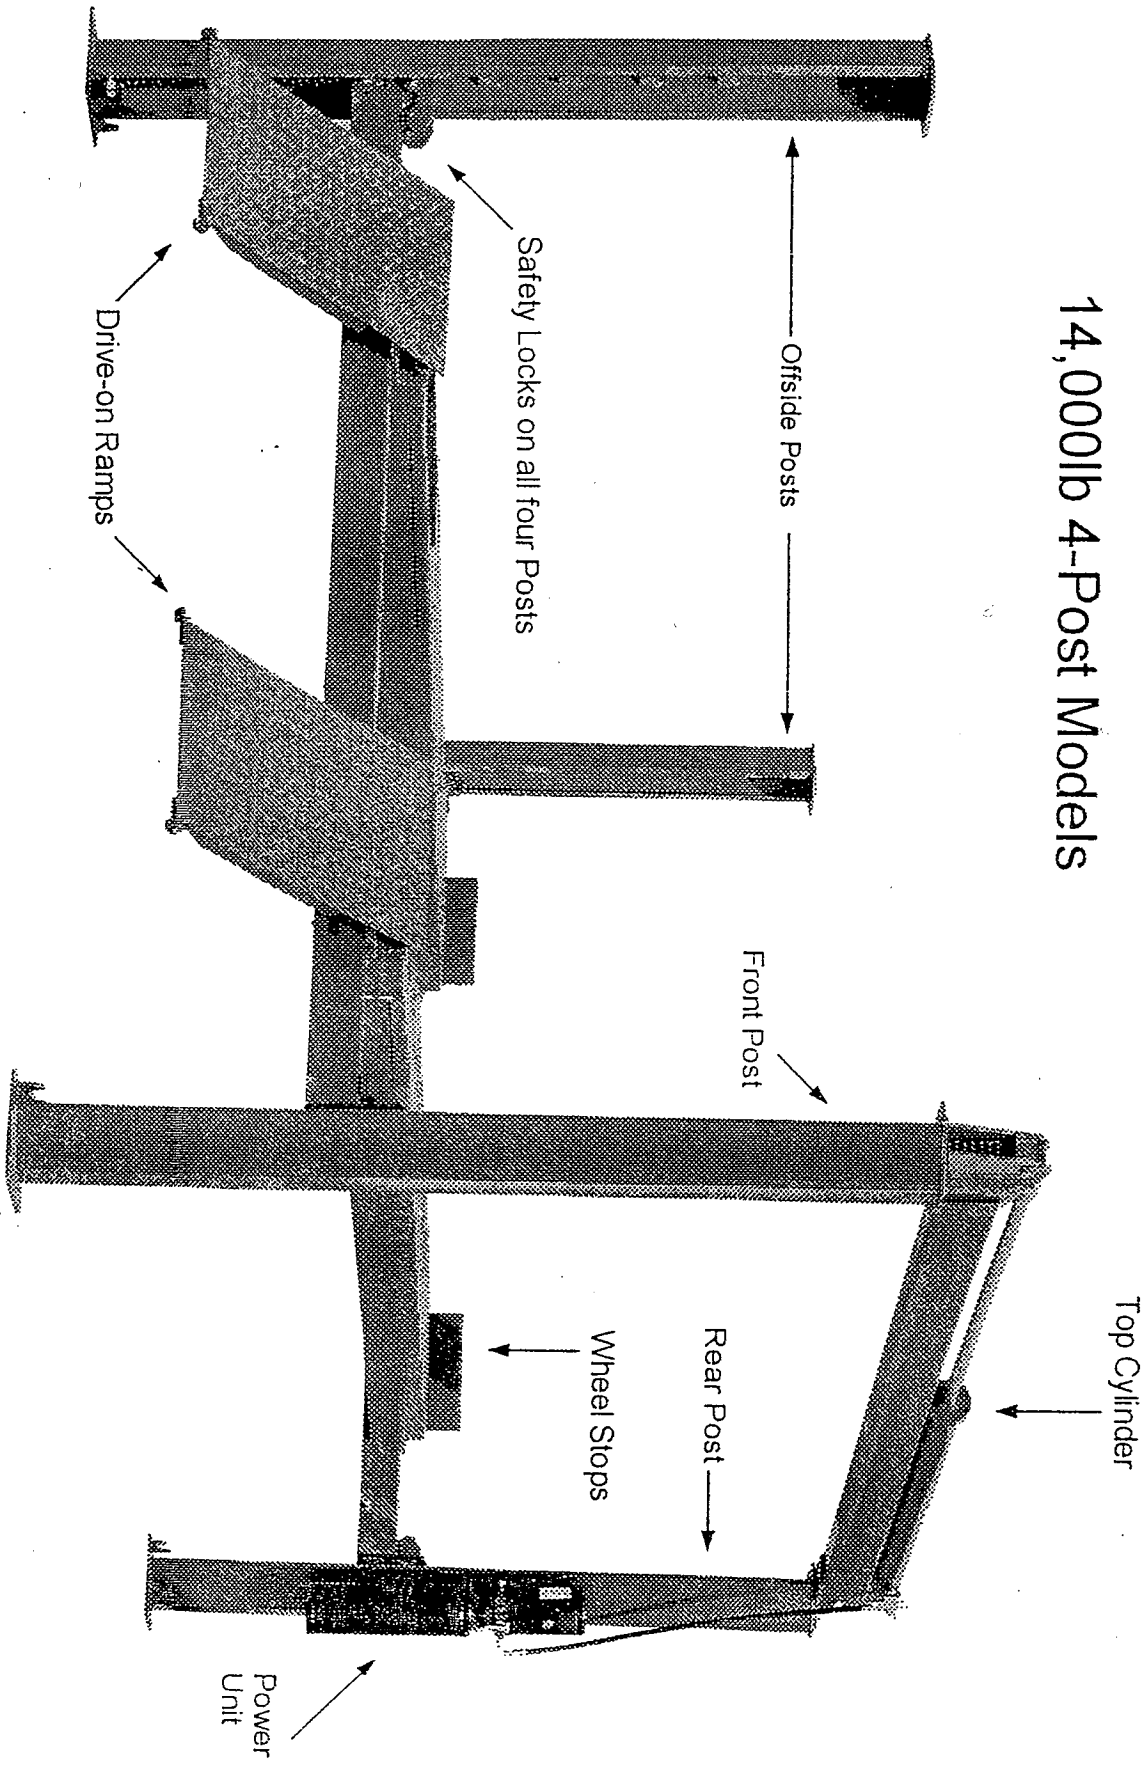 14,000lb 4-Post Models
Top Cylinder
Offside Posts
Front Post
Rear Post
Safety Locks on all four Posts
Wheel Stops
Drive-on Ramps
Power
Unit